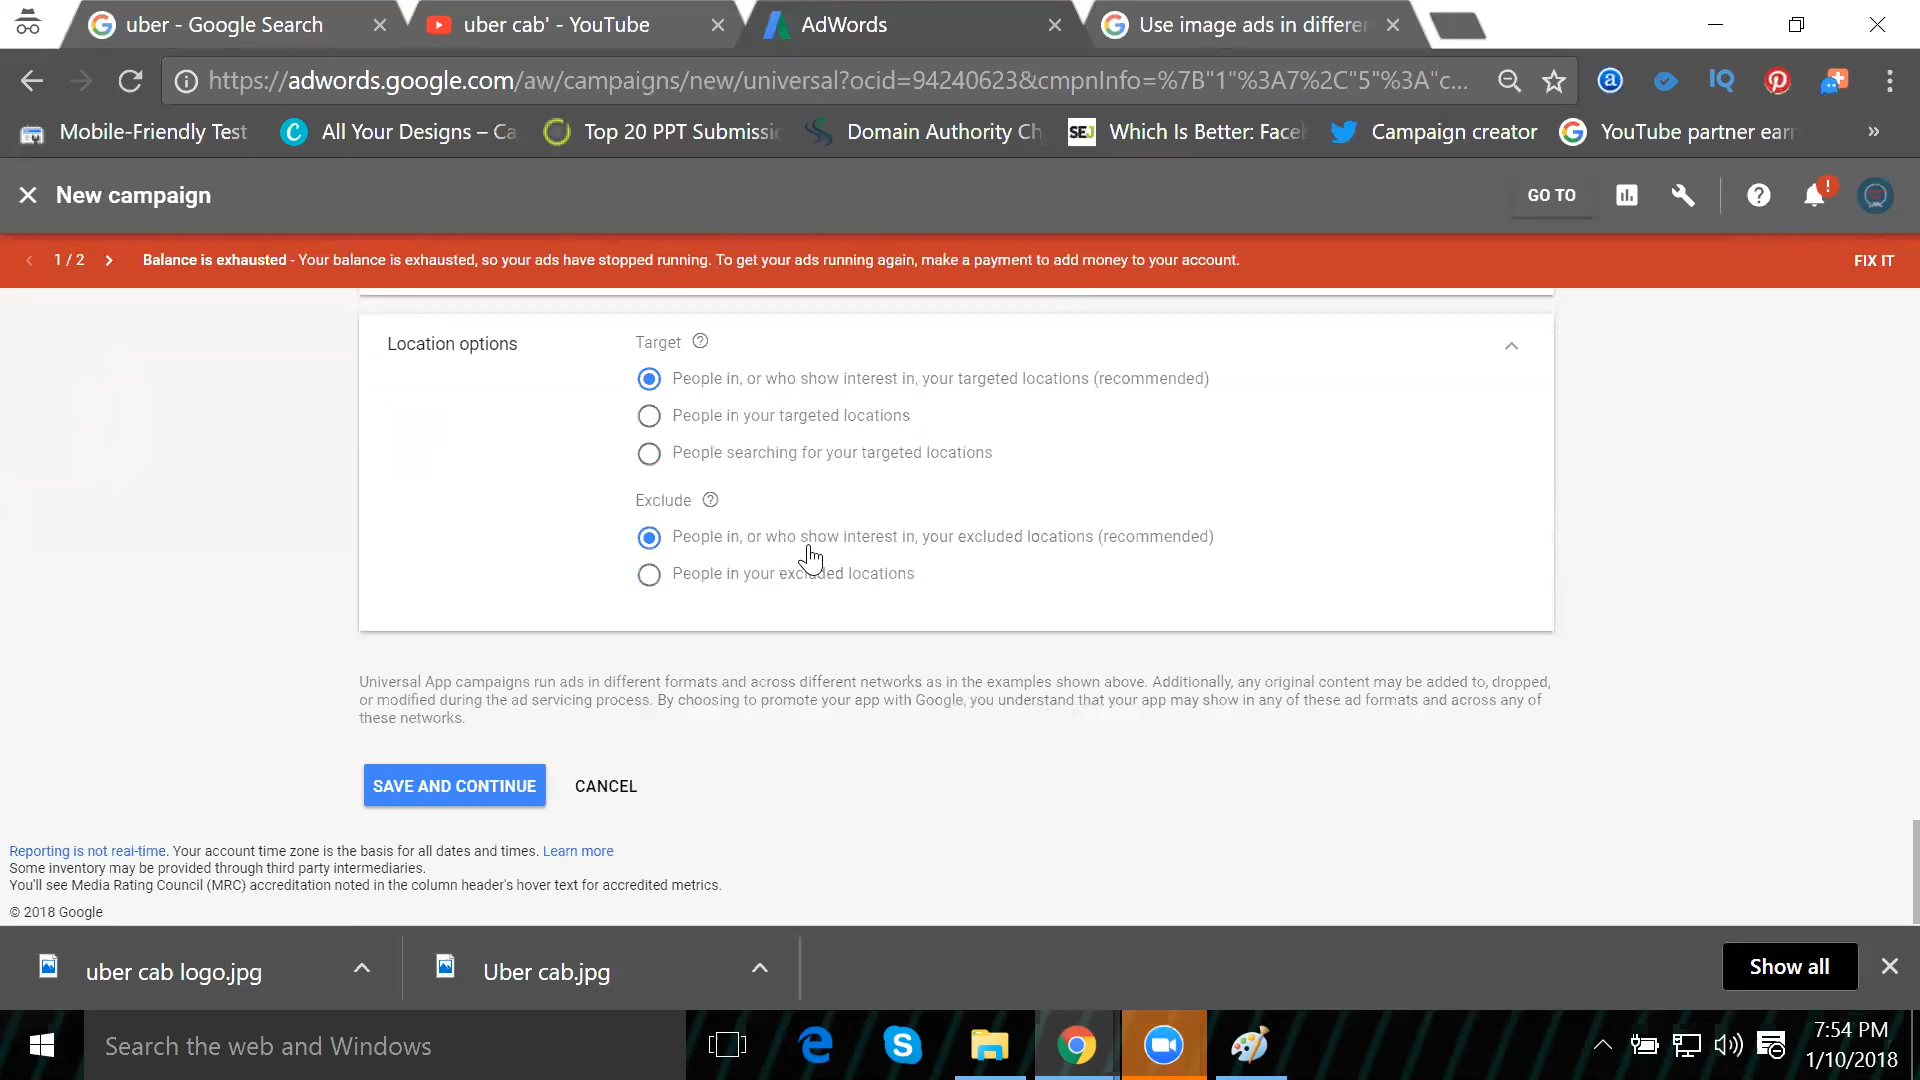 uber - Google Search
uber cab' - YouTube
AdWords
Use image ads in differe
https://adwords.google.com/aw/campaigns/new/universal?ocid=94240623&cmpnInfo=%7B"1"%3A7%2C"5"%3A"c...
Mobile-Friendly Test
All Your Designs – Ca
Top 20 PPT Submissi
Domain Authority Ch
SEJ
Which Is Better: Face
Campaign creator
YouTube partner earn
»
New campaign
GO TO
1 / 2
Balance is exhausted - Your balance is exhausted, so your ads have stopped running. To get your ads running again, make a payment to add money to your account.
FIX IT
Location options
Target
People in, or who show interest in, your targeted locations (recommended)
People in your targeted locations
People searching for your targeted locations
Exclude
People in, or who show interest in, your excluded locations (recommended)
People in your excluded locations
Universal App campaigns run ads in different formats and across different networks as in the examples shown above. Additionally, any original content may be added to, dropped,
or modified during the ad servicing process. By choosing to promote your app with Google, you understand that your app may show in any of these ad formats and across any of
these networks.
SAVE AND CONTINUE
CANCEL
Reporting is not real-time. Your account time zone is the basis for all dates and times. Learn more
Some inventory may be provided through third party intermediaries.
You'll see Media Rating Council (MRC) accreditation noted in the column header's hover text for accredited metrics.
© 2018 Google
uber cab logo.jpg
Uber cab.jpg
Show all
Search the web and Windows
7:54 PM
1/10/2018